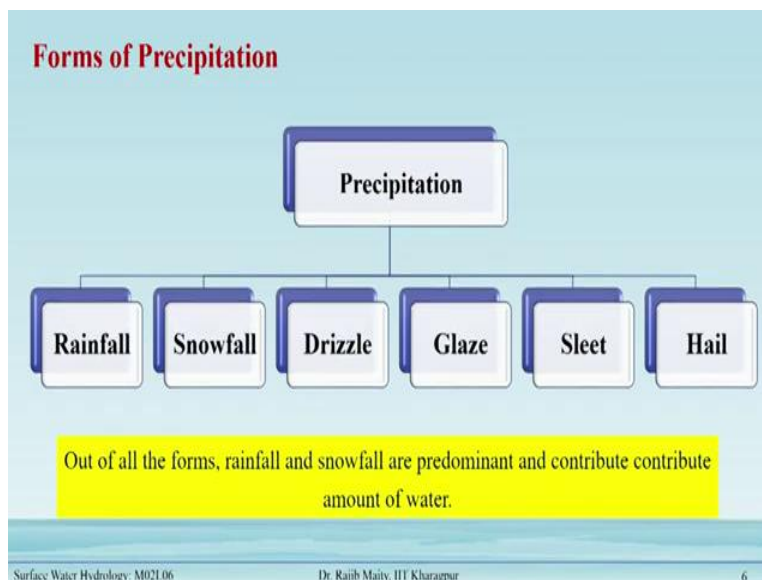 Forms of Precipitation
Precipitation
Rainfall Snowfall Drizzle Glaze Sleet Hail
Out of all the forms, rainfall and snowfall are predominant and contribute contribute
amount of water.
Surface Water Hydrology: M02L06 Dr. Rajib Maity, IIT Kharagpur 6